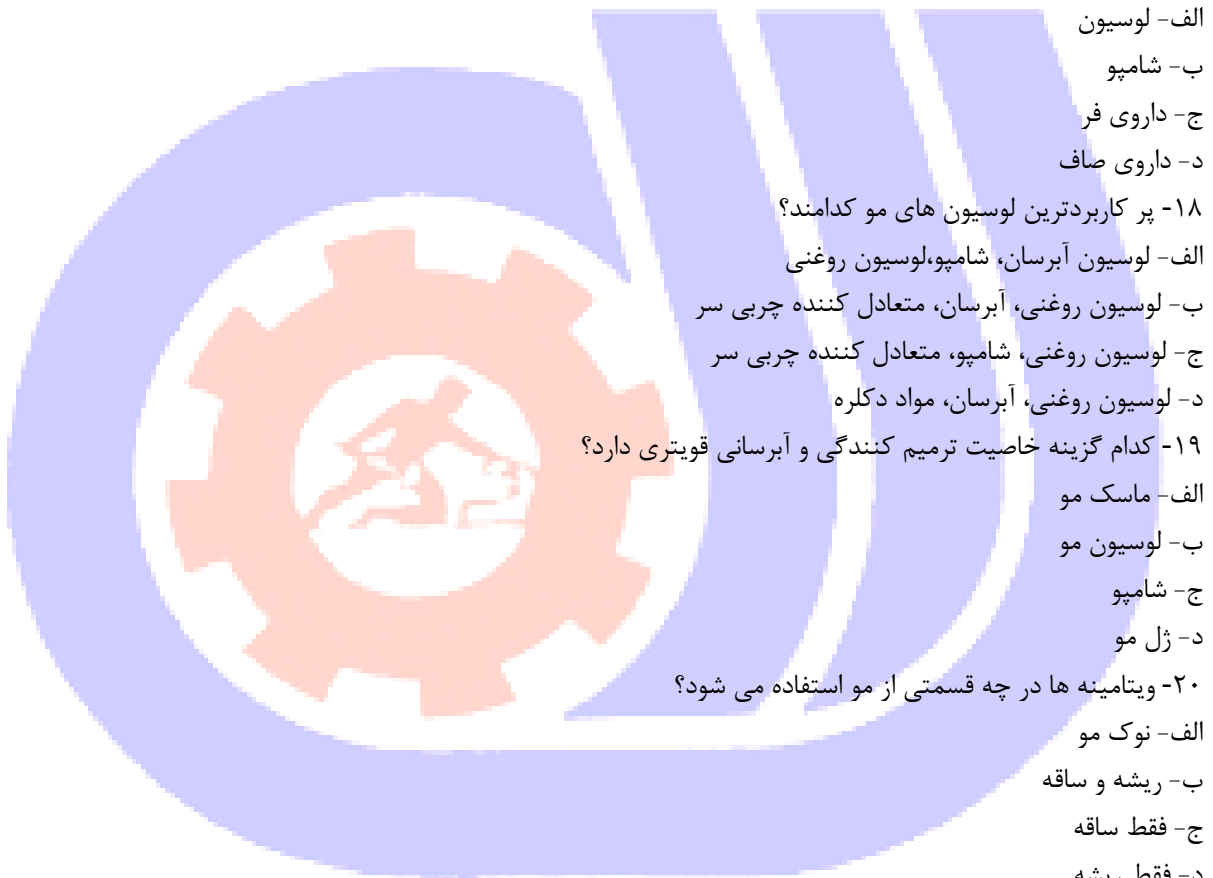 الف- لوسیون
ب- شامپو
ج- داروی فر
د- داروی صاف
۱۸- پر کاربردترین لوسیون های مو کدامند؟
الف- لوسیون آبرسان، شامپو،لوسیون روغنی
ب- لوسیون روغنی، آبرسان، متعادل کننده چربی سر
ج- لوسیون روغنی، شامپو، متعادل کننده چربی سر
د- لوسیون روغنی، آبرسان، مواد دکلره
۱۹- کدام گزینه خاصیت ترمیم کنندگی و آبرسانی قویتری دارد؟
الف- ماسک مو
ب- لوسیون مو
ج- شامپو
د- ژل مو
۲۰- ویتامینه ها در چه قسمتی از مو استفاده می شود؟
الف- نوک مو
ب- ریشه و ساقه
ج- فقط ساقه
د- فقط ریشه